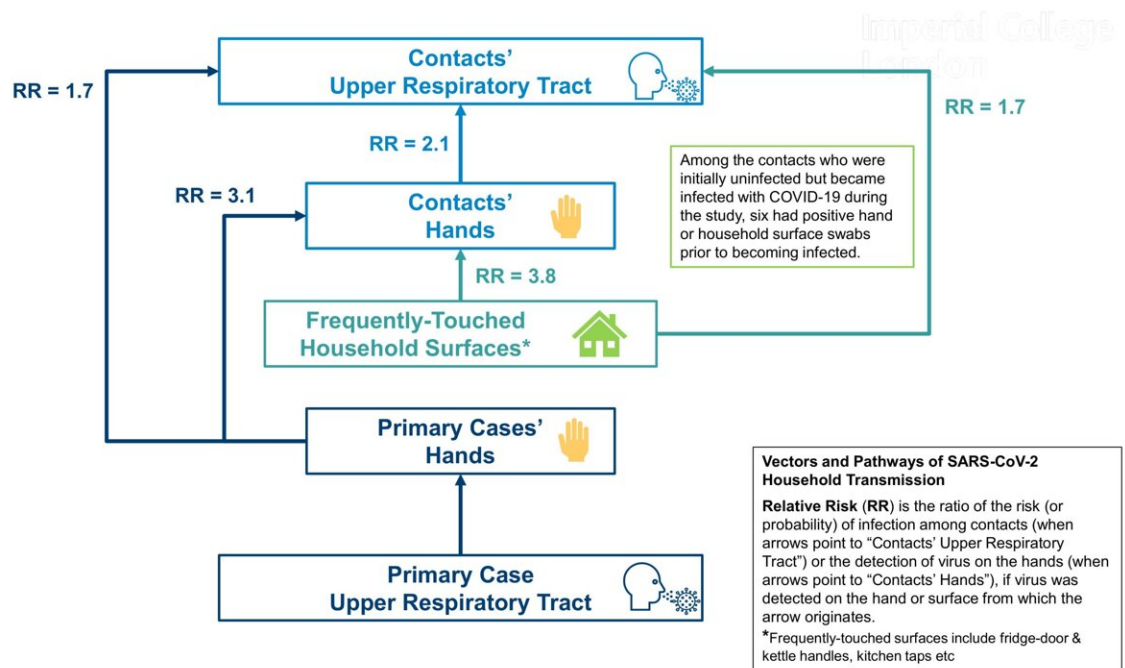 Imperial College
London
Contacts'
Upper Respiratory Tract
RR = 1.7
RR = 1.7
RR = 2.1
Among the contacts who were
initially uninfected but became
infected with COVID-19 during
the study, six had positive hand
or household surface swabs
prior to becoming infected.
RR = 3.1
Contacts'
Hands
RR = 3.8
Frequently-Touched
Household Surfaces*
Primary Cases'
Hands
Primary Case
Upper Respiratory Tract
Vectors and Pathways of SARS-CoV-2
Household Transmission
Relative Risk (RR) is the ratio of the risk (or
probability) of infection among contacts (when
arrows point to “Contacts' Upper Respiratory
Tract”) or the detection of virus on the hands (when
arrows point to “Contacts' Hands”), if virus was
detected on the hand or surface from which the
arrow originates.
*Frequently-touched surfaces include fridge-door &
kettle handles, kitchen taps etc